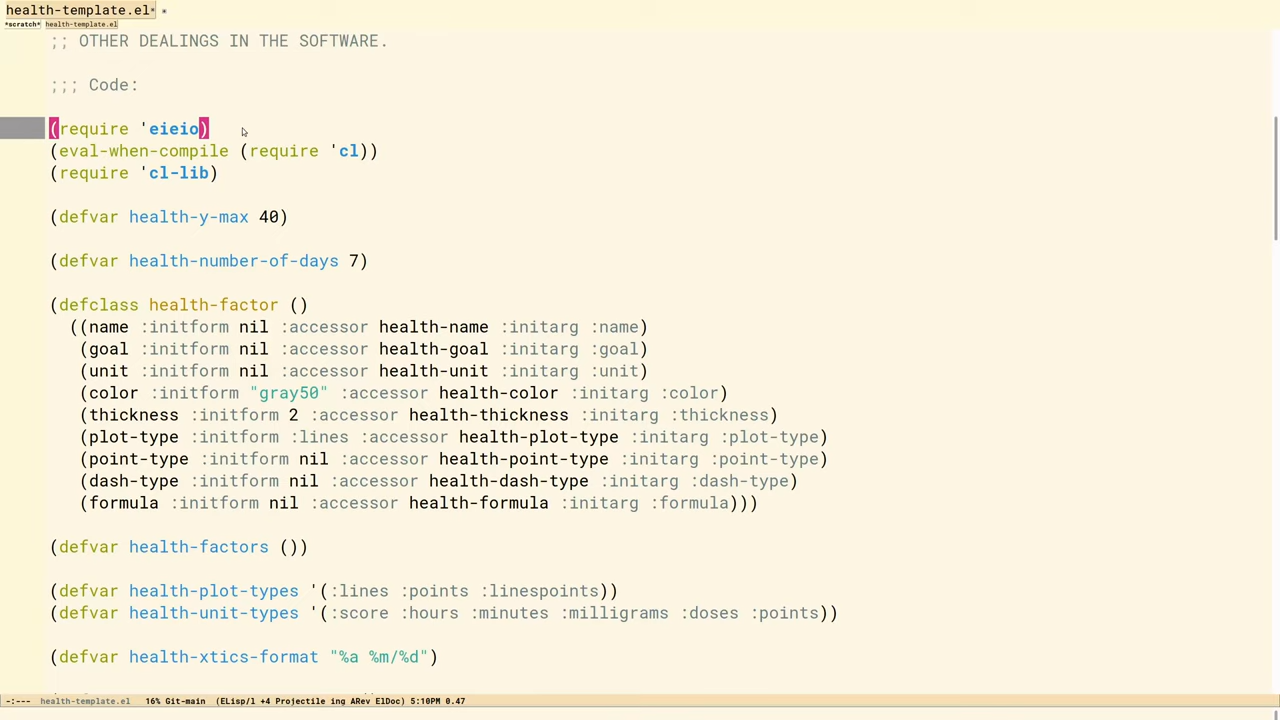 health-template.el* *
*scratch* health-template.el
;; OTHER DEALINGS IN THE SOFTWARE.
;;; Code:
(require 'eieio)
(eval-when-compile (require 'cl))
(require 'cl-lib)
(defvar health-y-max 40)
(defvar health-number-of-days 7)
(defclass health-factor ()
((name :initform nil :accessor health-name :initarg :name)
(goal :initform nil :accessor health-goal :initarg :goal)
(unit :initform nil :accessor health-unit :initarg :unit)
(color :initform "gray50" :accessor health-color :initarg :color)
(thickness :initform 2 :accessor health-thickness :initarg :thickness)
(plot-type :initform :lines :accessor health-plot-type :initarg :plot-type)
(point-type :initform nil :accessor health-point-type :initarg :point-type)
(dash-type :initform nil :accessor health-dash-type :initarg :dash-type)
(formula :initform nil :accessor health-formula :initarg :formula)))
(defvar health-factors ())
(defvar health-plot-types '(:lines :points :linespoints))
(defvar health-unit-types '(:score :hours :minutes :milligrams :doses :points))
(defvar health-xtics-format "%a %m/%d")
-:--- health-template.el 16% Git-main (ELisp/l +4 Projectile ing ARev ElDoc) 5:10PM 0.47